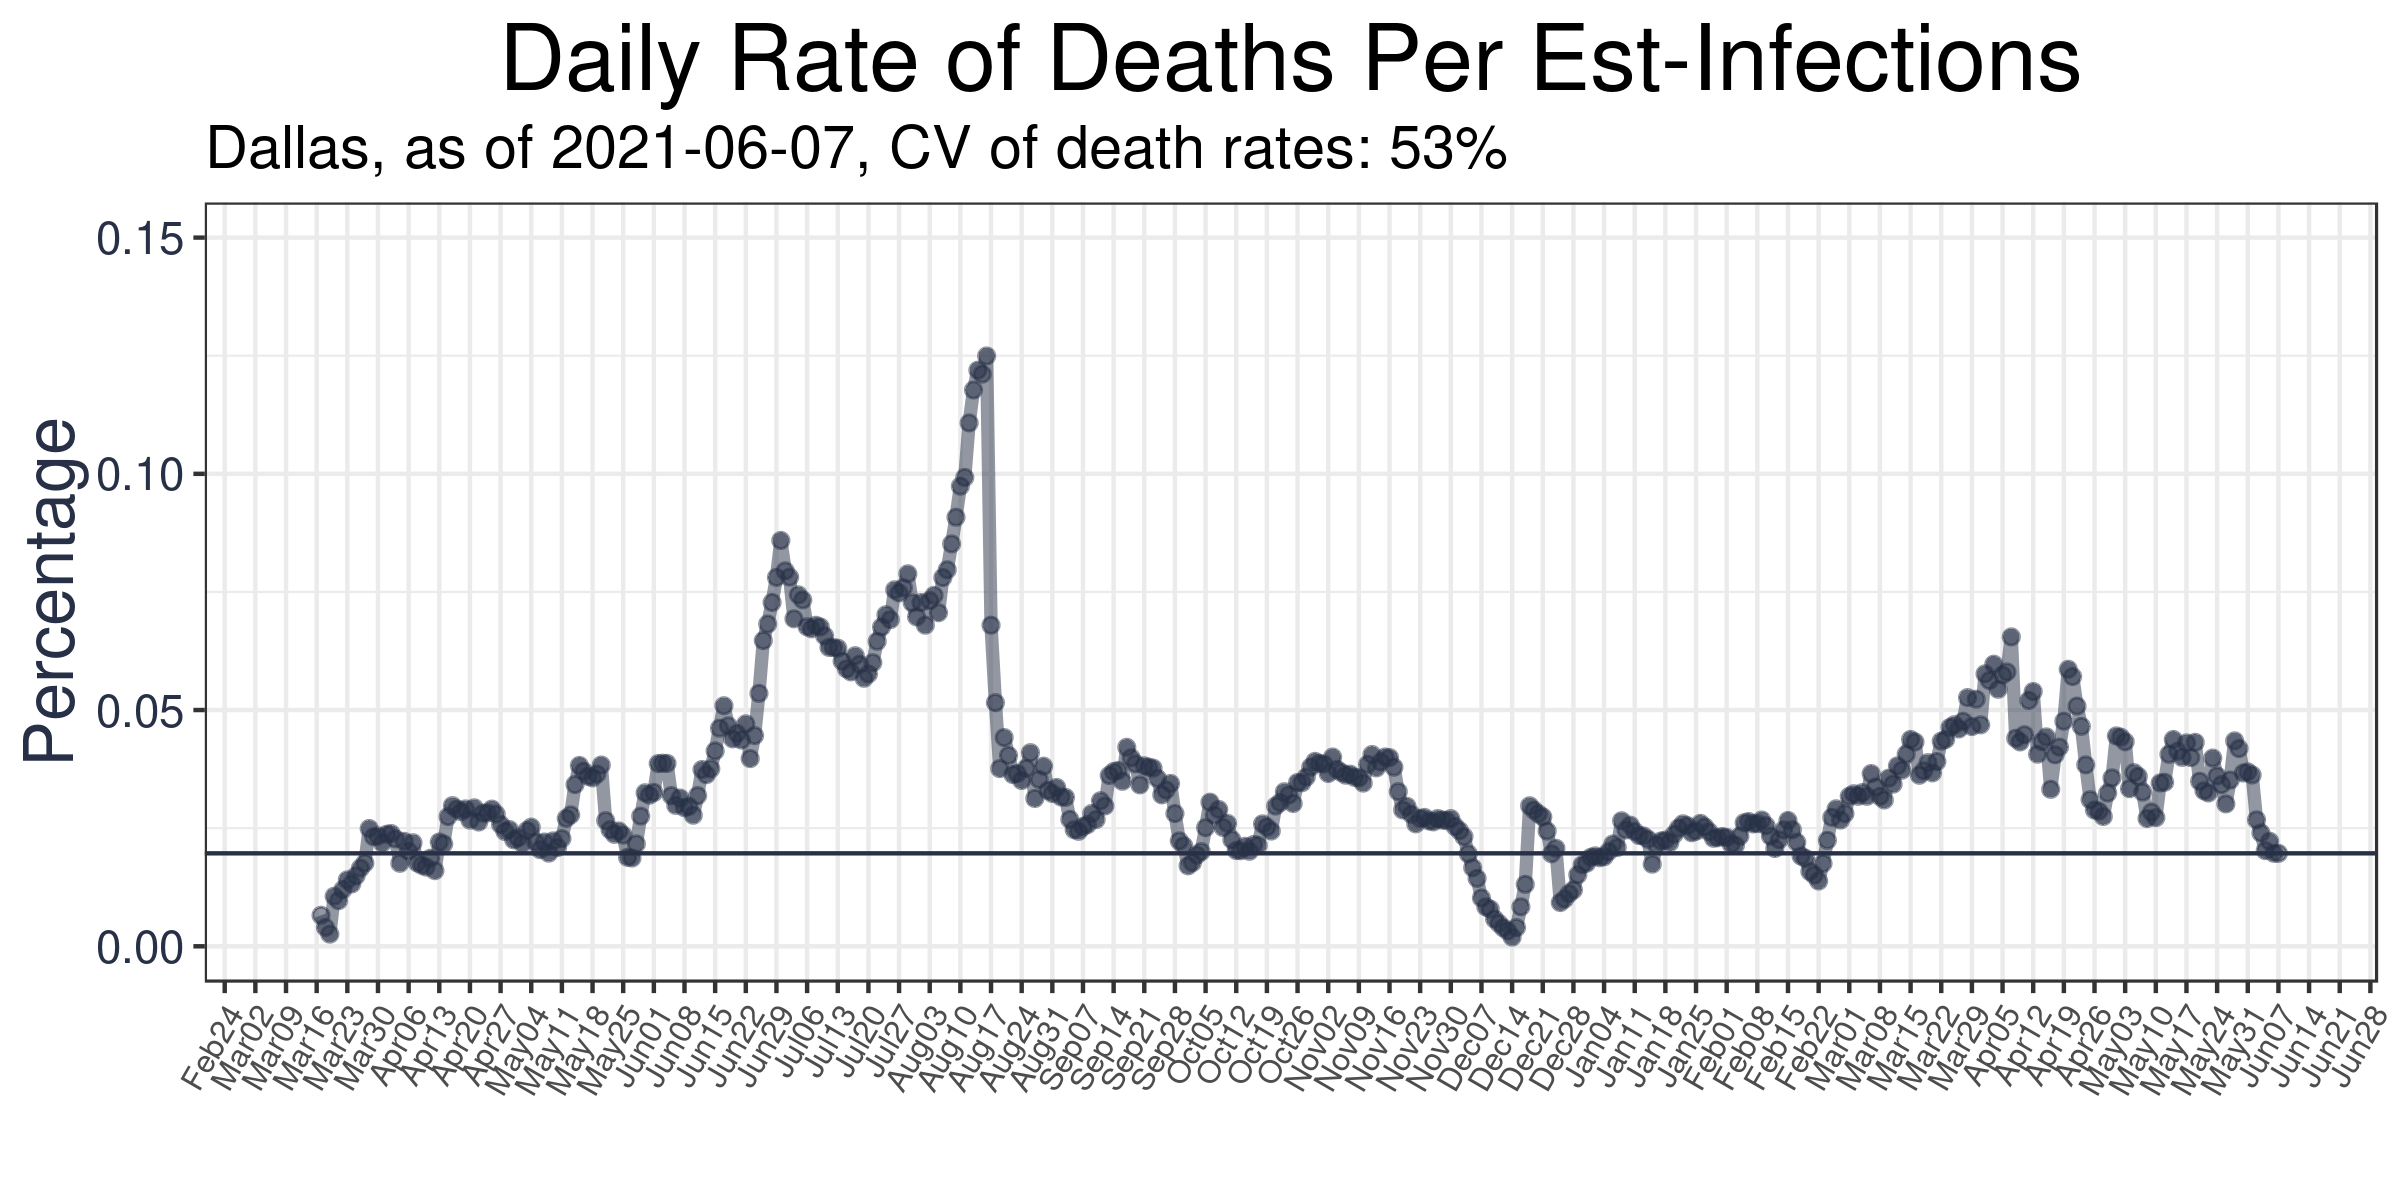 Daily Rate of Deaths Per Est-Infections
Dallas, as of 2021-06-07, CV of death rates: 53%
Percentage
0.15
0.10
0.05
0.00
Feb24
Mar02
Mar09
Mar16
Mar23
Mar30
Apr06
Apr13
Apr20
Apr27
May04
May11
May18
May25
Jun01
Jun08
Jun15
Jun22
Jun29
Jul06
Jul13
Jul20
Jul27
Aug03
Aug10
Aug17
Aug24
Aug31
Sep07
Sep14
Sep21
Sep28
Oct05
Oct12
Oct19
Oct26
Nov02
Nov09
Nov16
Nov23
Nov30
Dec07
Dec14
Dec21
Dec28
Jan04
Jan11
Jan18
Jan25
Feb01
Feb08
Feb15
Feb22
Mar01
Mar08
Mar15
Mar22
Mar29
Apr05
Apr12
Apr19
Apr26
May03
May10
May17
May24
May31
Jun07
Jun14
Jun21
Jun28